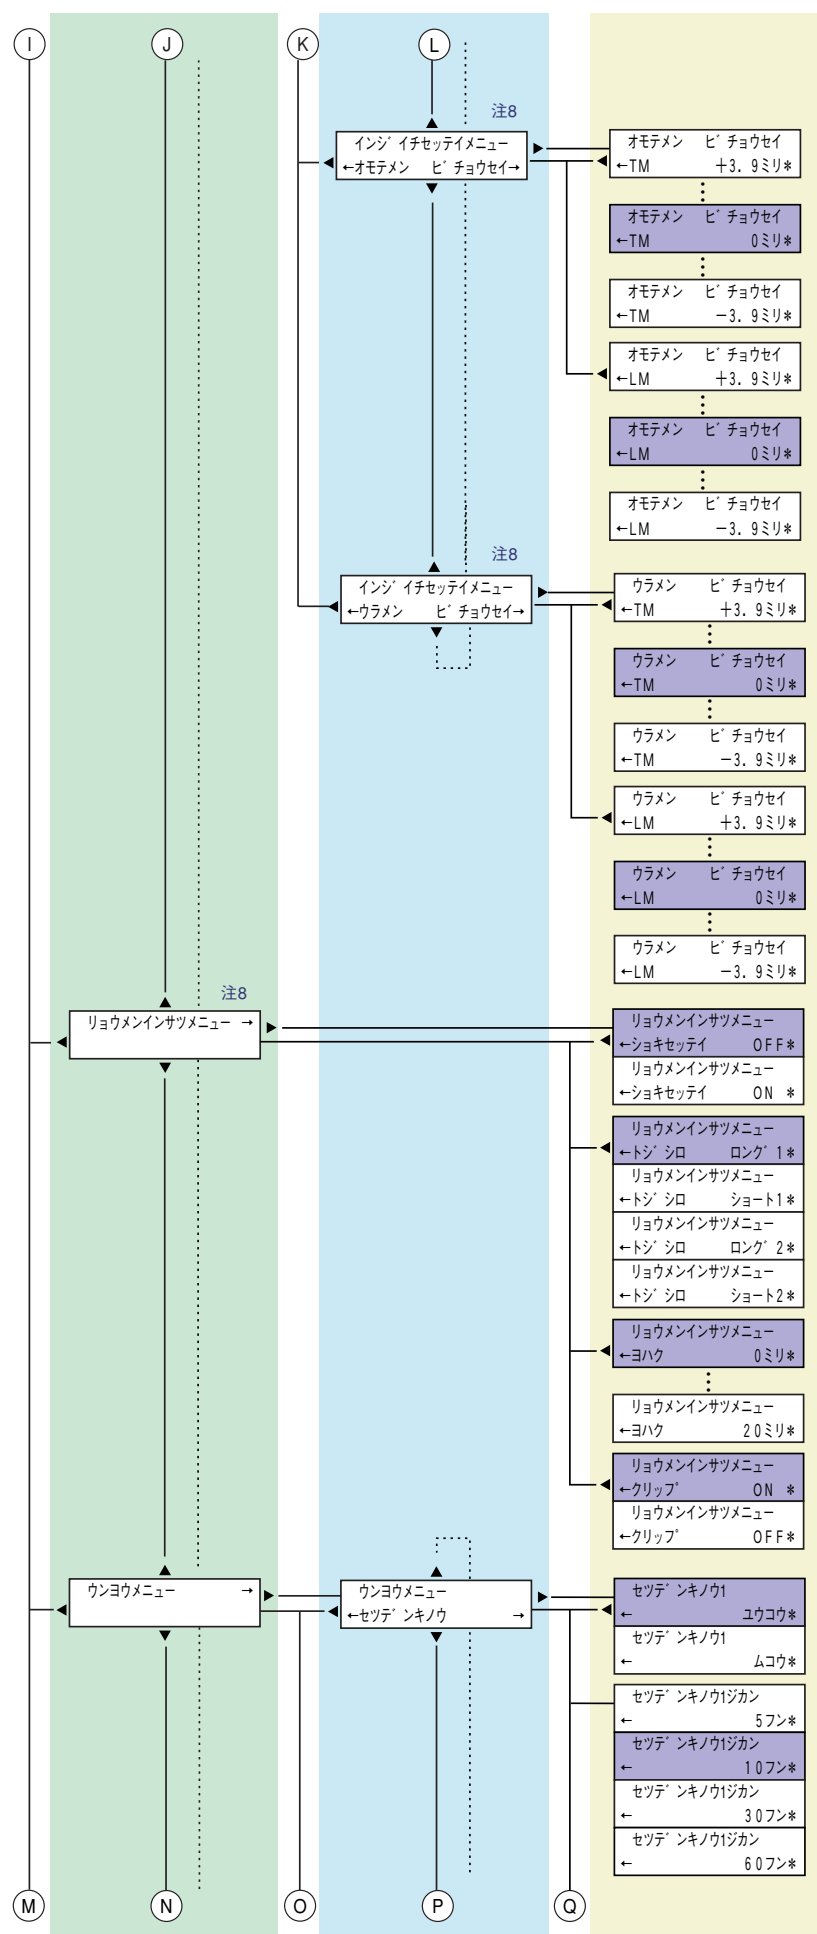 I J K L
注8
インジイチセッテイメニュー
←オモテメン ビチョウセイ→
オモテメン ビチョウセイ
←TM +3.9ミリ*
オモテメン ビチョウセイ
←TM 0ミリ*
オモテメン ビチョウセイ
←TM −3.9ミリ*
オモテメン ビチョウセイ
←LM +3.9ミリ*
オモテメン ビチョウセイ
←LM 0ミリ*
オモテメン ビチョウセイ
←LM −3.9ミリ*
注8
インジイチセッテイメニュー
←ウラメン ビチョウセイ→
ウラメン ビチョウセイ
←TM +3.9ミリ*
ウラメン ビチョウセイ
←TM 0ミリ*
ウラメン ビチョウセイ
←TM −3.9ミリ*
ウラメン ビチョウセイ
←LM +3.9ミリ*
ウラメン ビチョウセイ
←LM 0ミリ*
ウラメン ビチョウセイ
←LM −3.9ミリ*
注8
リョウメンインサツメニュー →
リョウメンインサツメニュー
←ショキセッテイ OFF*
リョウメンインサツメニュー
←ショキセッテイ ON *
リョウメンインサツメニュー
←トジシロ ロング1*
リョウメンインサツメニュー
←トジシロ ショート1*
リョウメンインサツメニュー
←トジシロ ロング2*
リョウメンインサツメニュー
←トジシロ ショート2*
リョウメンインサツメニュー
←ヨハク 0ミリ*
リョウメンインサツメニュー
←ヨハク 20ミリ*
リョウメンインサツメニュー
←クリップ ON *
リョウメンインサツメニュー
←クリップ OFF*
ウンヨウメニュー →
ウンヨウメニュー
←セツデンキノウ →
セツデンキノウ1
← ユウコウ*
セツデンキノウ1
← ムコウ*
セツデンキノウ1ジカン
← 5フン*
セツデンキノウ1ジカン
← 10フン*
セツデンキノウ1ジカン
← 30フン*
セツデンキノウ1ジカン
← 60フン*
M N O P Q